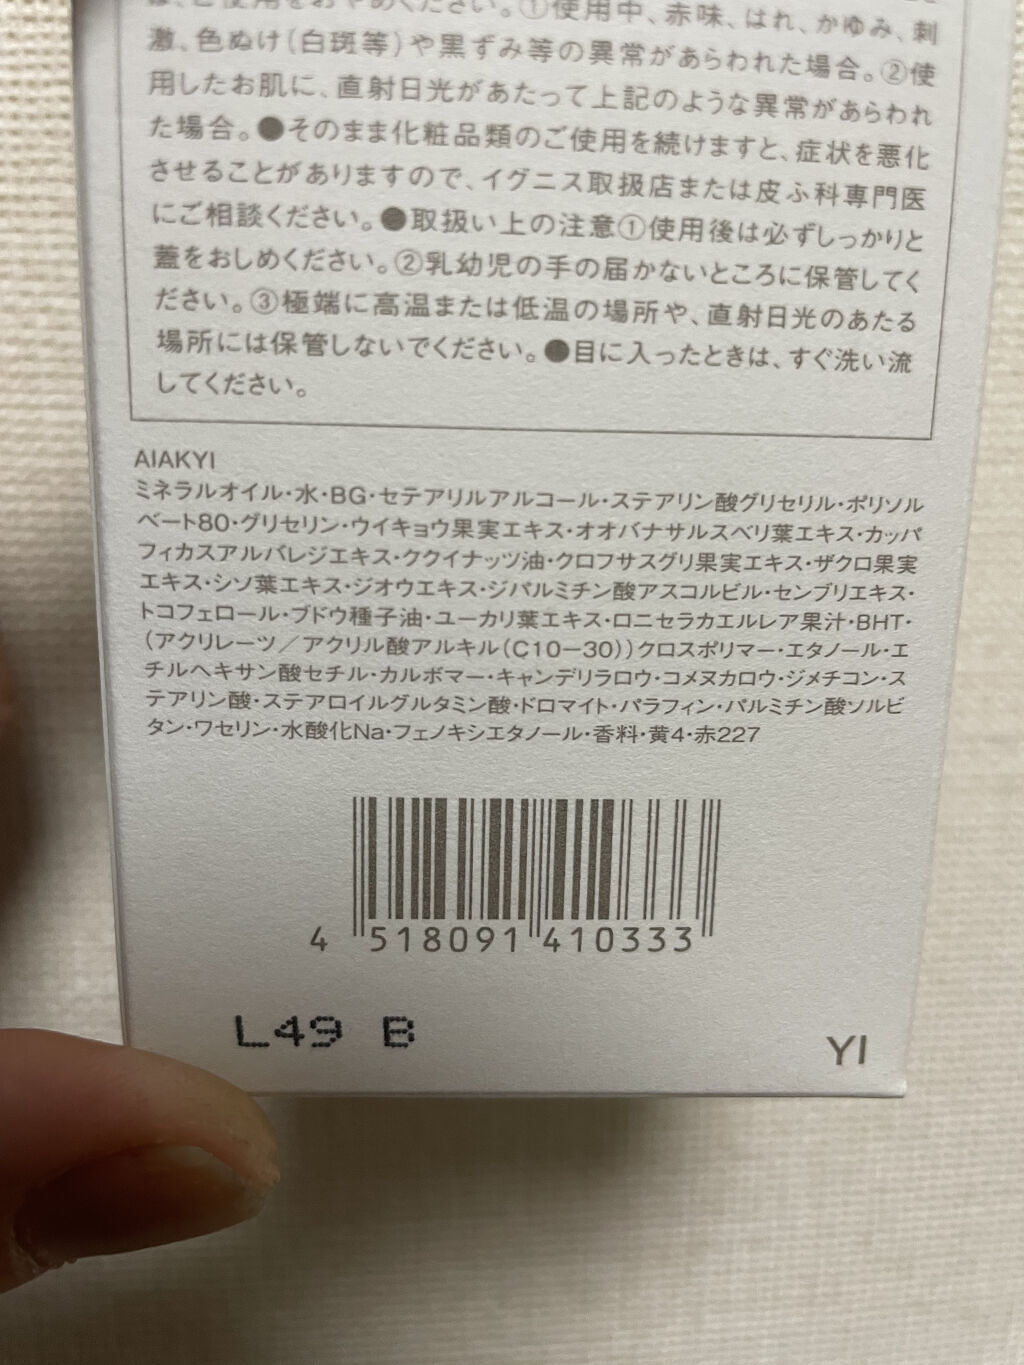 ご使用をおやめください。①使用中、赤味、はれ、かゆみ、刺
激、色ぬけ(白斑等)や黒ずみ等の異常があらわれた場合。②使
用したお肌に、直射日光があたって上記のような異常があらわれ
た場合。●そのまま化粧品類のご使用を続けますと、症状を悪化
させることがありますので、イグニス取扱店または皮ふ科専門医
にご相談ください。●取扱い上の注意①使用後は必ずしっかりと
蓋をおしめください。②乳幼児の手の届かないところに保管してく
ださい。③極端に高温または低温の場所や、直射日光のあたる
場所には保管しないでください。●目に入ったときは、すぐ洗い流
してください。
AIAKYI
ミネラルオイル・水・BG・セテアリルアルコール・ステアリン酸グリセリル・ポリソル
ベート80・グリセリン・ウイキョウ果実エキス・オオバナサルスベリ葉エキス・カッパ
フィカスアルバレジエキス・ククイナッツ油・クロフサスグリ果実エキス・ザクロ果実
エキス・シソ葉エキス・ジオウエキス・ジパルミチン酸アスコルビル・センブリエキス・
トコフェロール・ブドウ種子油・ユーカリ葉エキス・ロニセラカエルレア果汁・BHT・
(アクリレーツ／アクリル酸アルキル(C10−30))クロスポリマー・エタノール・エ
チルヘキサン酸セチル・カルボマー・キャンデリラロウ・コメヌカロウ・ジメチコン・ス
テアリン酸・ステアロイルグルタミン酸・ドロマイト・パラフィン・パルミチン酸ソルビ
タン・ワセリン・水酸化Na・フェノキシエタノール・香料・黄4・赤227
4 518091 410333
L49 B
YI